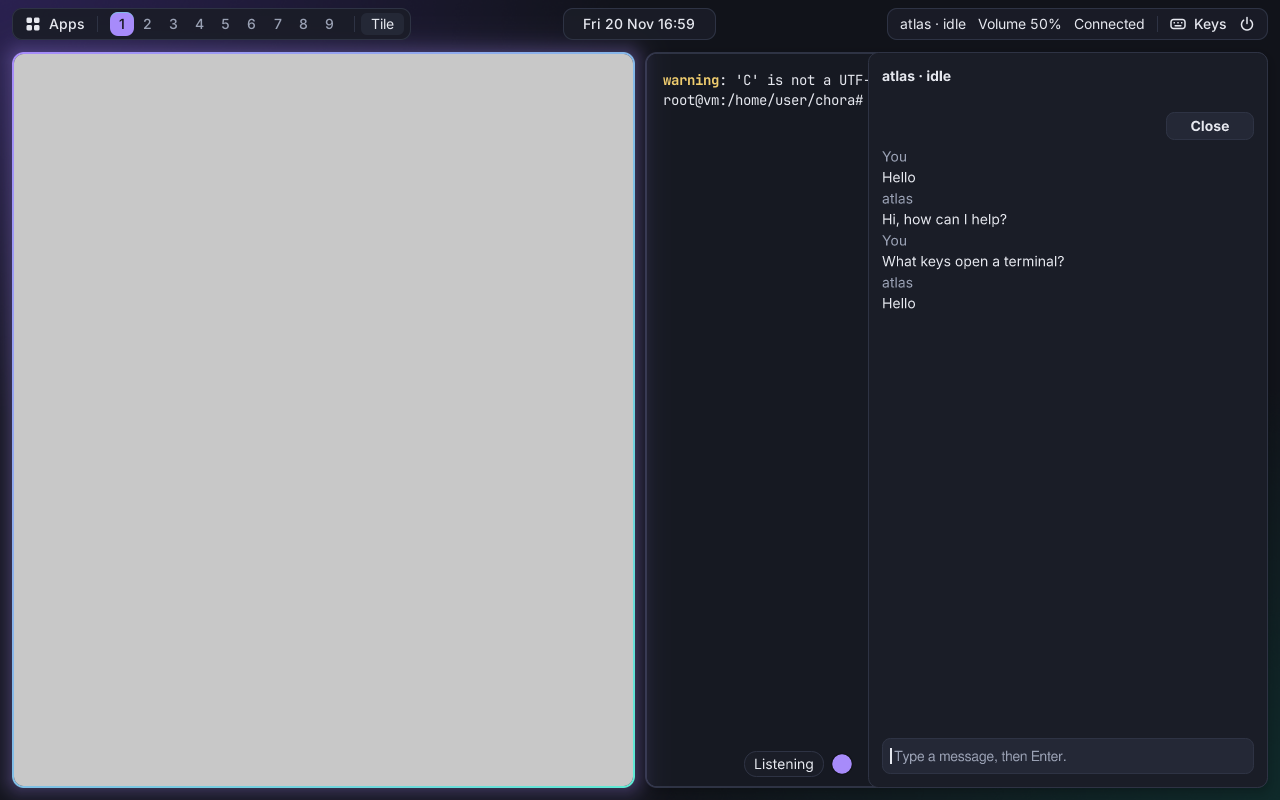 Apps 1 2 3 4 5 6 7 8 9 Tile
Fri 20 Nov 16:59
atlas · idle Volume 50% Connected Keys
warning: 'C' is not a UTF-
root@vm:/home/user/chora#
atlas · idle
Close
You
Hello
atlas
Hi, how can I help?
You
What keys open a terminal?
atlas
Hello
Type a message, then Enter.
Listening